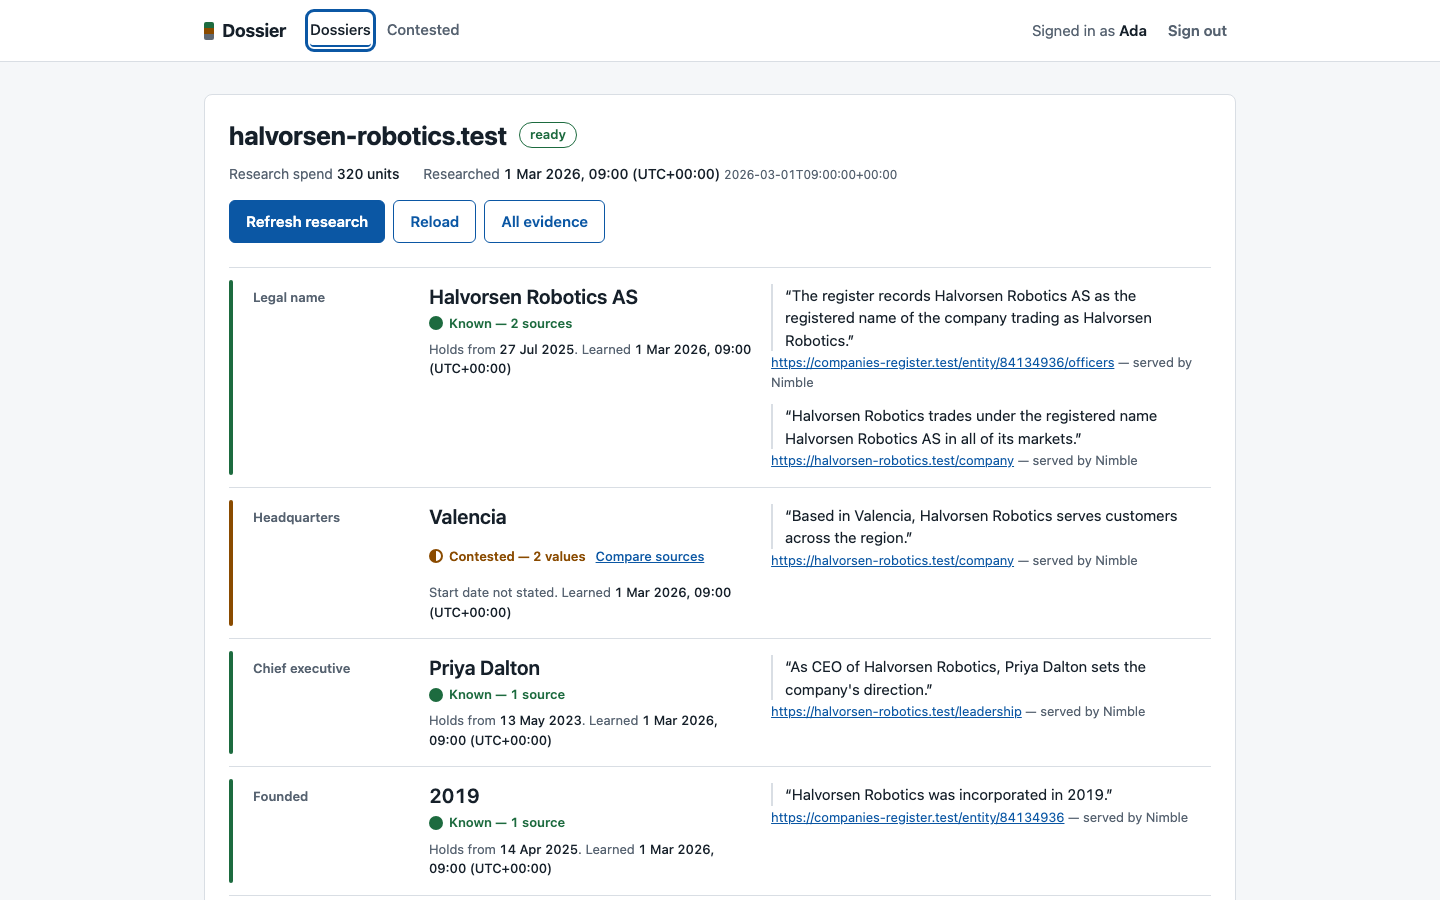 Dossier Dossiers Contested Signed in as Ada Sign out
halvorsen-robotics.test ready
Research spend 320 units Researched 1 Mar 2026, 09:00 (UTC+00:00) 2026-03-01T09:00:00+00:00
Refresh research Reload All evidence
Legal name
Halvorsen Robotics AS
Known — 2 sources
Holds from 27 Jul 2025. Learned 1 Mar 2026, 09:00
(UTC+00:00)
“The register records Halvorsen Robotics AS as the
registered name of the company trading as Halvorsen
Robotics.”
https://companies-register.test/entity/84134936/officers — served by
Nimble
“Halvorsen Robotics trades under the registered name
Halvorsen Robotics AS in all of its markets.”
https://halvorsen-robotics.test/company — served by Nimble
Headquarters
Valencia
Contested — 2 values Compare sources
Start date not stated. Learned 1 Mar 2026, 09:00
(UTC+00:00)
“Based in Valencia, Halvorsen Robotics serves customers
across the region.”
https://halvorsen-robotics.test/company — served by Nimble
Chief executive
Priya Dalton
Known — 1 source
Holds from 13 May 2023. Learned 1 Mar 2026,
09:00 (UTC+00:00)
“As CEO of Halvorsen Robotics, Priya Dalton sets the
company's direction.”
https://halvorsen-robotics.test/leadership — served by Nimble
Founded
2019
Known — 1 source
Holds from 14 Apr 2025. Learned 1 Mar 2026,
09:00 (UTC+00:00)
“Halvorsen Robotics was incorporated in 2019.”
https://companies-register.test/entity/84134936 — served by Nimble